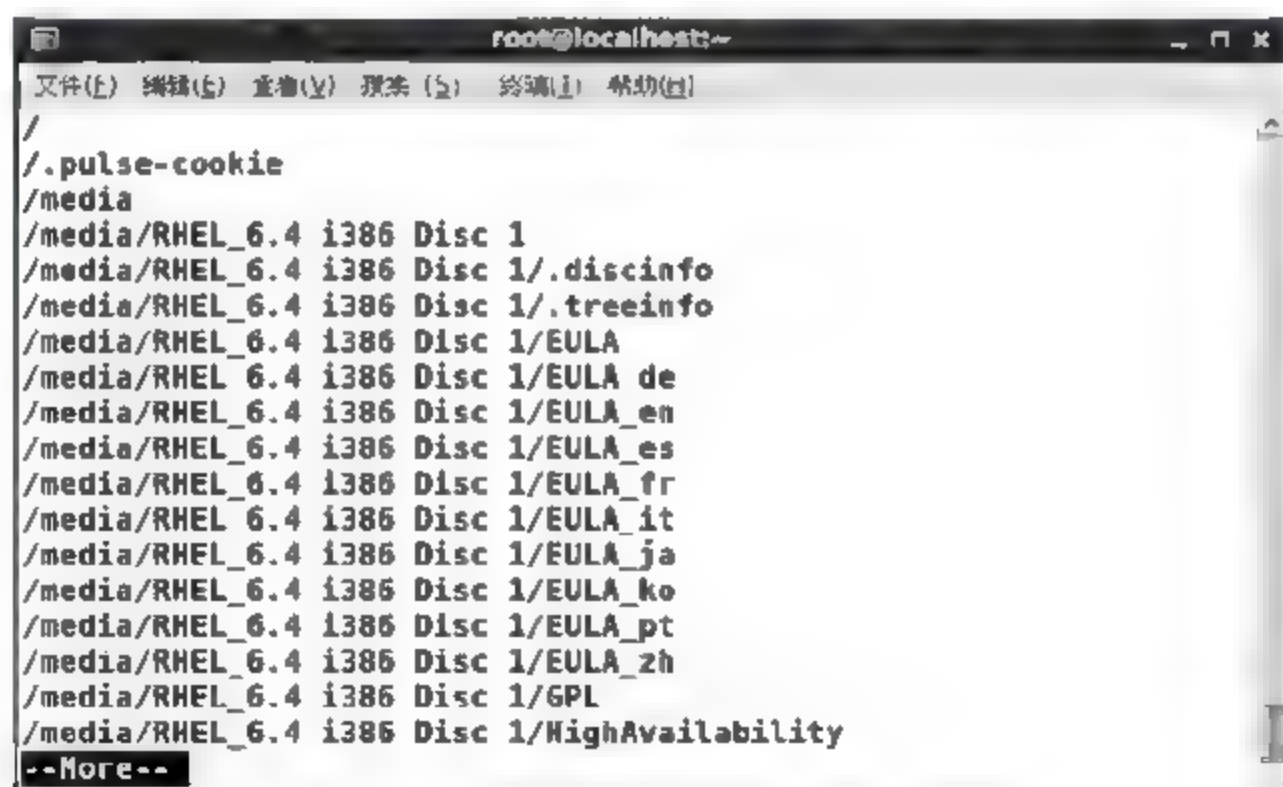 root@localhost:~
文件(F) 编辑(E) 查看(V) 搜索 (S) 终端(T) 帮助(H)
/
/.pulse-cookie
/media
/media/RHEL_6.4 i386 Disc 1
/media/RHEL_6.4 i386 Disc 1/.discinfo
/media/RHEL_6.4 i386 Disc 1/.treeinfo
/media/RHEL_6.4 i386 Disc 1/EULA
/media/RHEL_6.4 i386 Disc 1/EULA_de
/media/RHEL_6.4 i386 Disc 1/EULA_en
/media/RHEL_6.4 i386 Disc 1/EULA_es
/media/RHEL_6.4 i386 Disc 1/EULA_fr
/media/RHEL_6.4 i386 Disc 1/EULA_it
/media/RHEL_6.4 i386 Disc 1/EULA_ja
/media/RHEL_6.4 i386 Disc 1/EULA_ko
/media/RHEL_6.4 i386 Disc 1/EULA_pt
/media/RHEL_6.4 i386 Disc 1/EULA_zh
/media/RHEL_6.4 i386 Disc 1/GPL
/media/RHEL_6.4 i386 Disc 1/HighAvailability
--More--